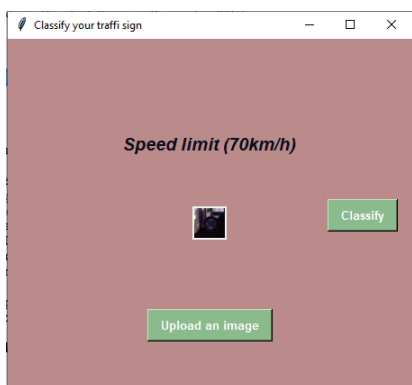 Classify your traffi sign
Speed limit (70km/h)
Classify
Upload an image